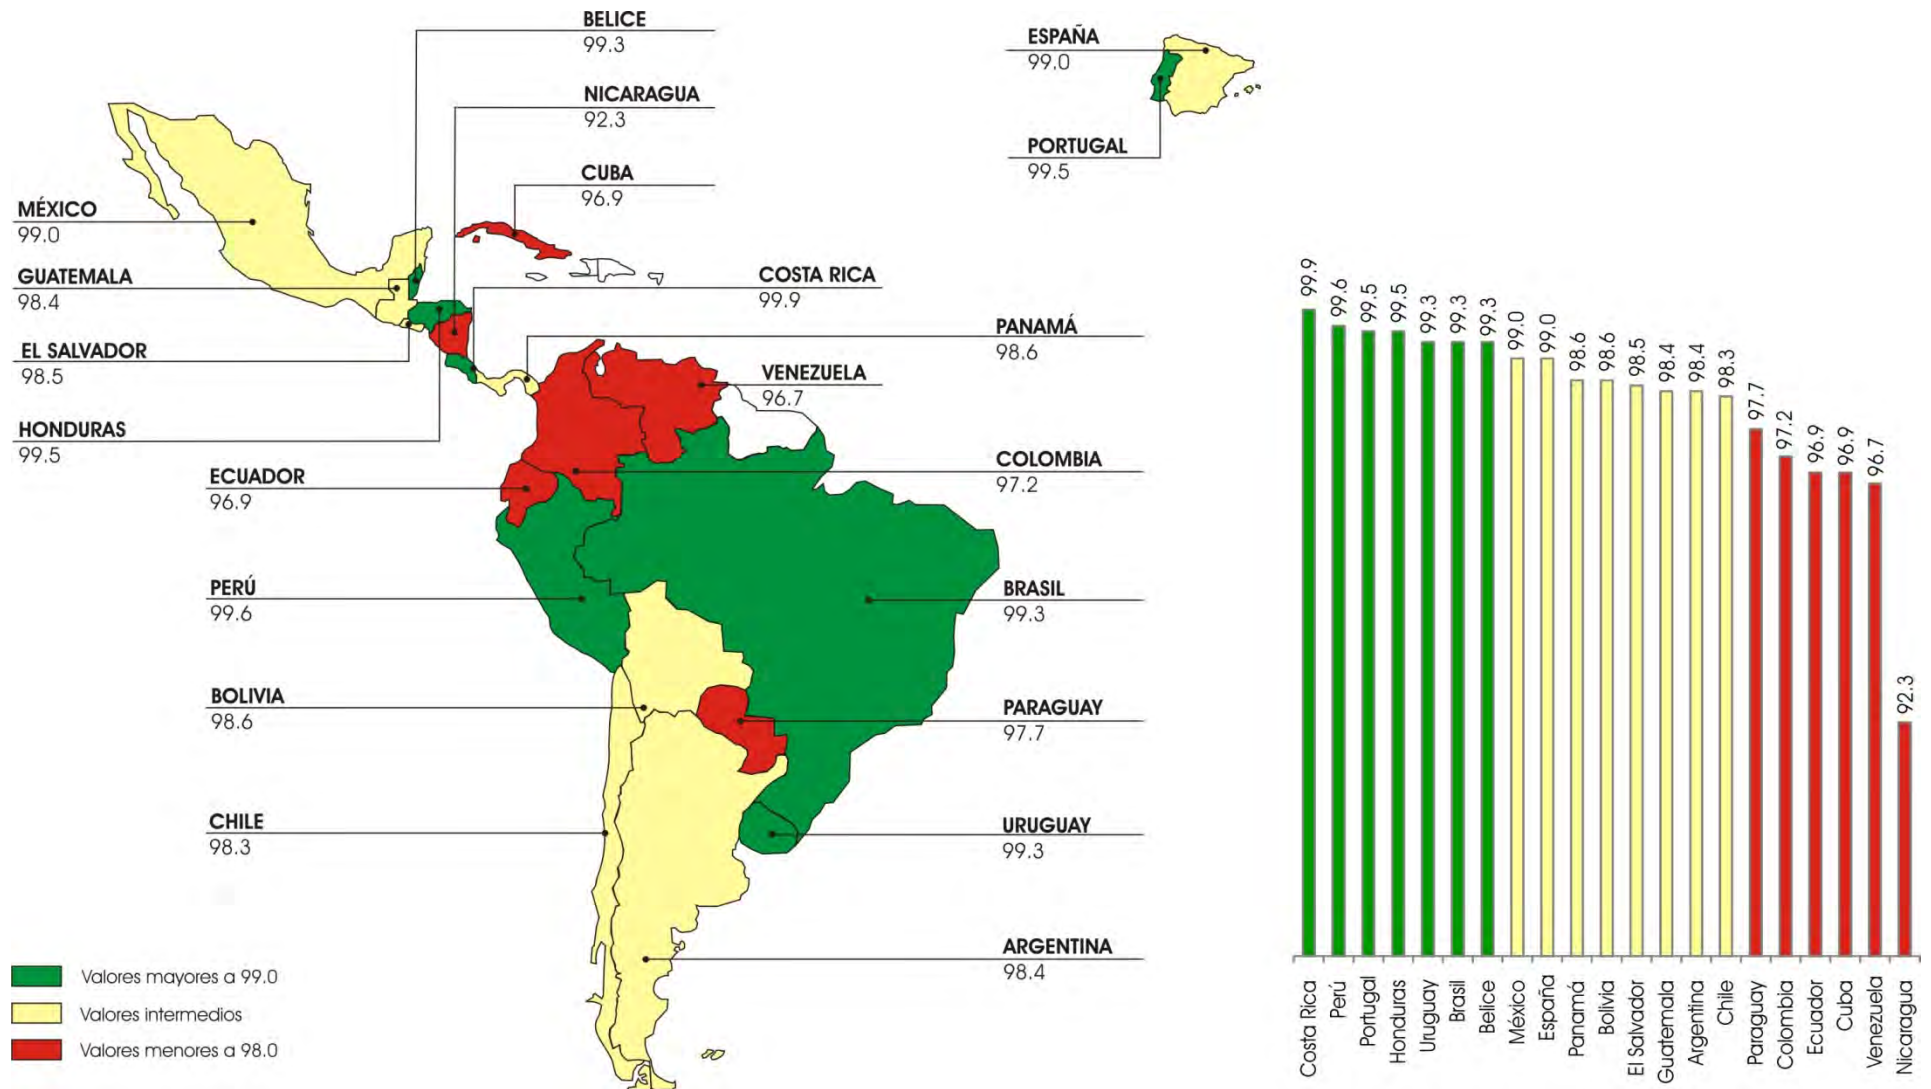 BELICE
99.3
NICARAGUA
92.3
CUBA
96.9
MÉXICO
99.0
GUATEMALA
98.4
EL SALVADOR
98.5
HONDURAS
99.5
COSTA RICA
99.9
PANAMÁ
98.6
VENEZUELA
96.7
COLOMBIA
97.2
ECUADOR
96.9
PERÚ
99.6
BRASIL
99.3
BOLIVIA
98.6
PARAGUAY
97.7
CHILE
98.3
URUGUAY
99.3
ARGENTINA
98.4
ESPAÑA
99.0
PORTUGAL
99.5
Valores mayores a 99.0
Valores intermedios
Valores menores a 98.0
99.9
99.6
99.5
99.5
99.3
99.3
99.3
99.0
99.0
98.6
98.6
98.5
98.4
98.4
98.3
97.7
97.2
96.9
96.9
96.7
92.3
Costa Rica
Perú
Portugal
Honduras
Uruguay
Brasil
Belice
México
España
Panamá
Bolivia
El Salvador
Guatemala
Argentina
Chile
Paraguay
Colombia
Ecuador
Cuba
Venezuela
Nicaragua